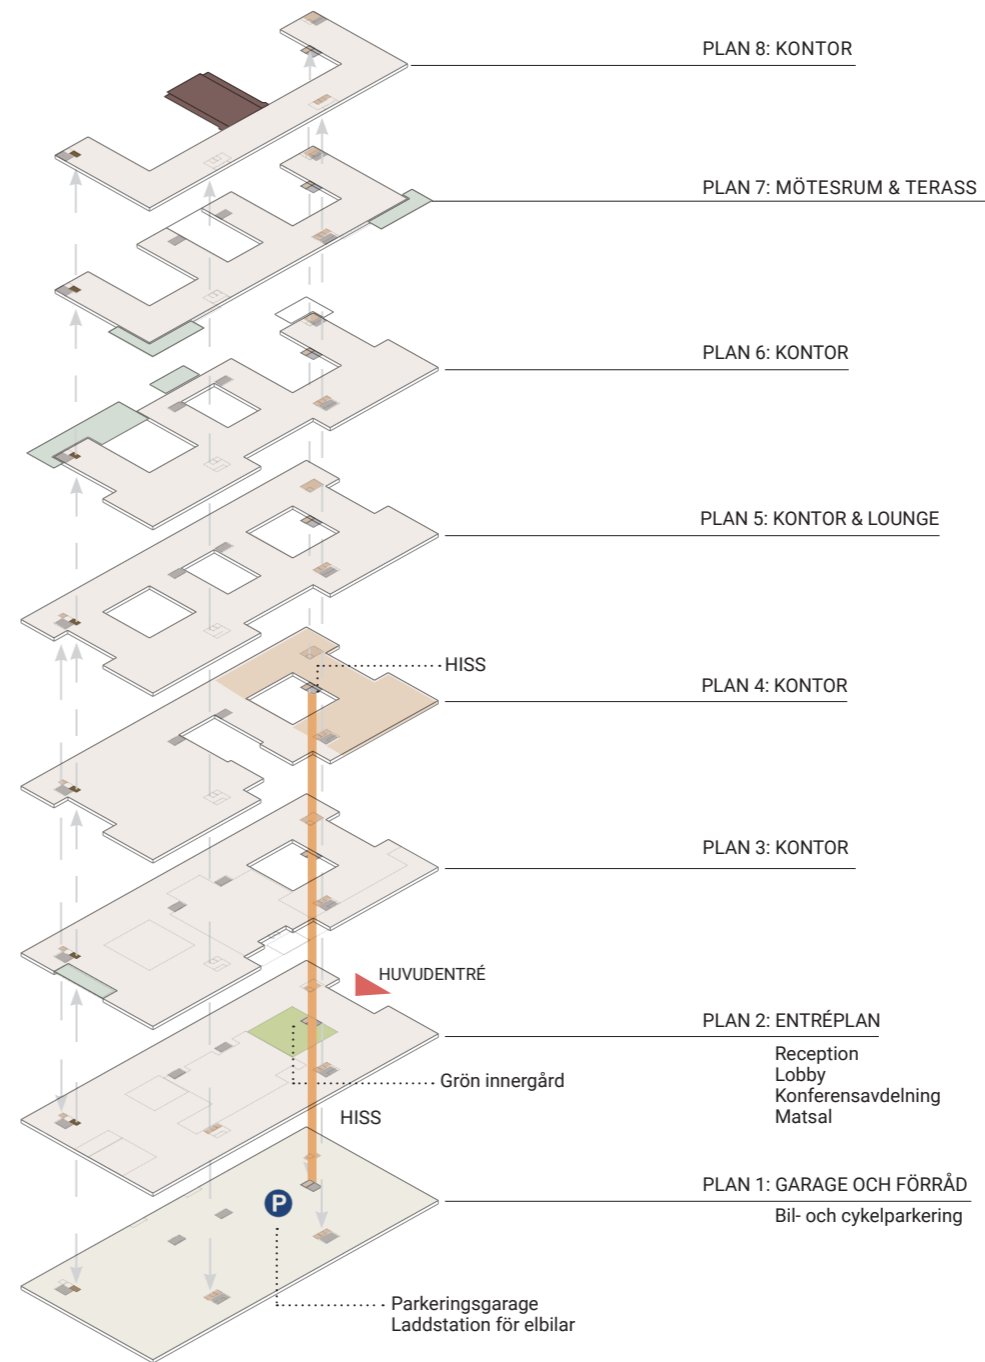 PLAN 8: KONTOR
PLAN 7: MÖTESRUM & TERASS
PLAN 6: KONTOR
PLAN 5: KONTOR & LOUNGE
HISS
PLAN 4: KONTOR
PLAN 3: KONTOR
HUVUDENTRÉ
PLAN 2: ENTRÉPLAN
Reception
Lobby
Konferensavdelning
Matsal
Grön innergård
HISS
PLAN 1: GARAGE OCH FÖRRÅD
Bil- och cykelparkering
P
Parkeringsgarage
Laddstation för elbilar